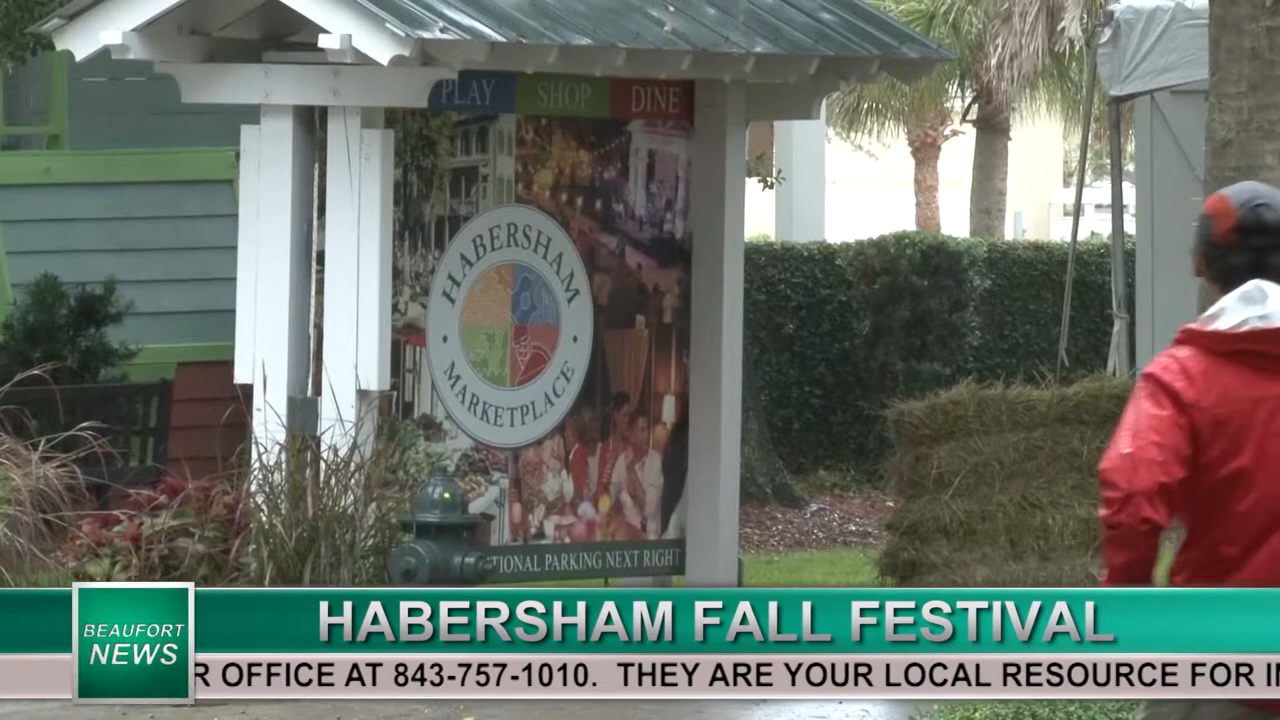 PLAY SHOP DINE
HABERSHAM
MARKETPLACE
PARKING NEXT RIGHT
HABERSHAM FALL FESTIVAL
BEAUFORT
NEWS
R OFFICE AT 843-757-1010. THEY ARE YOUR LOCAL RESOURCE FOR